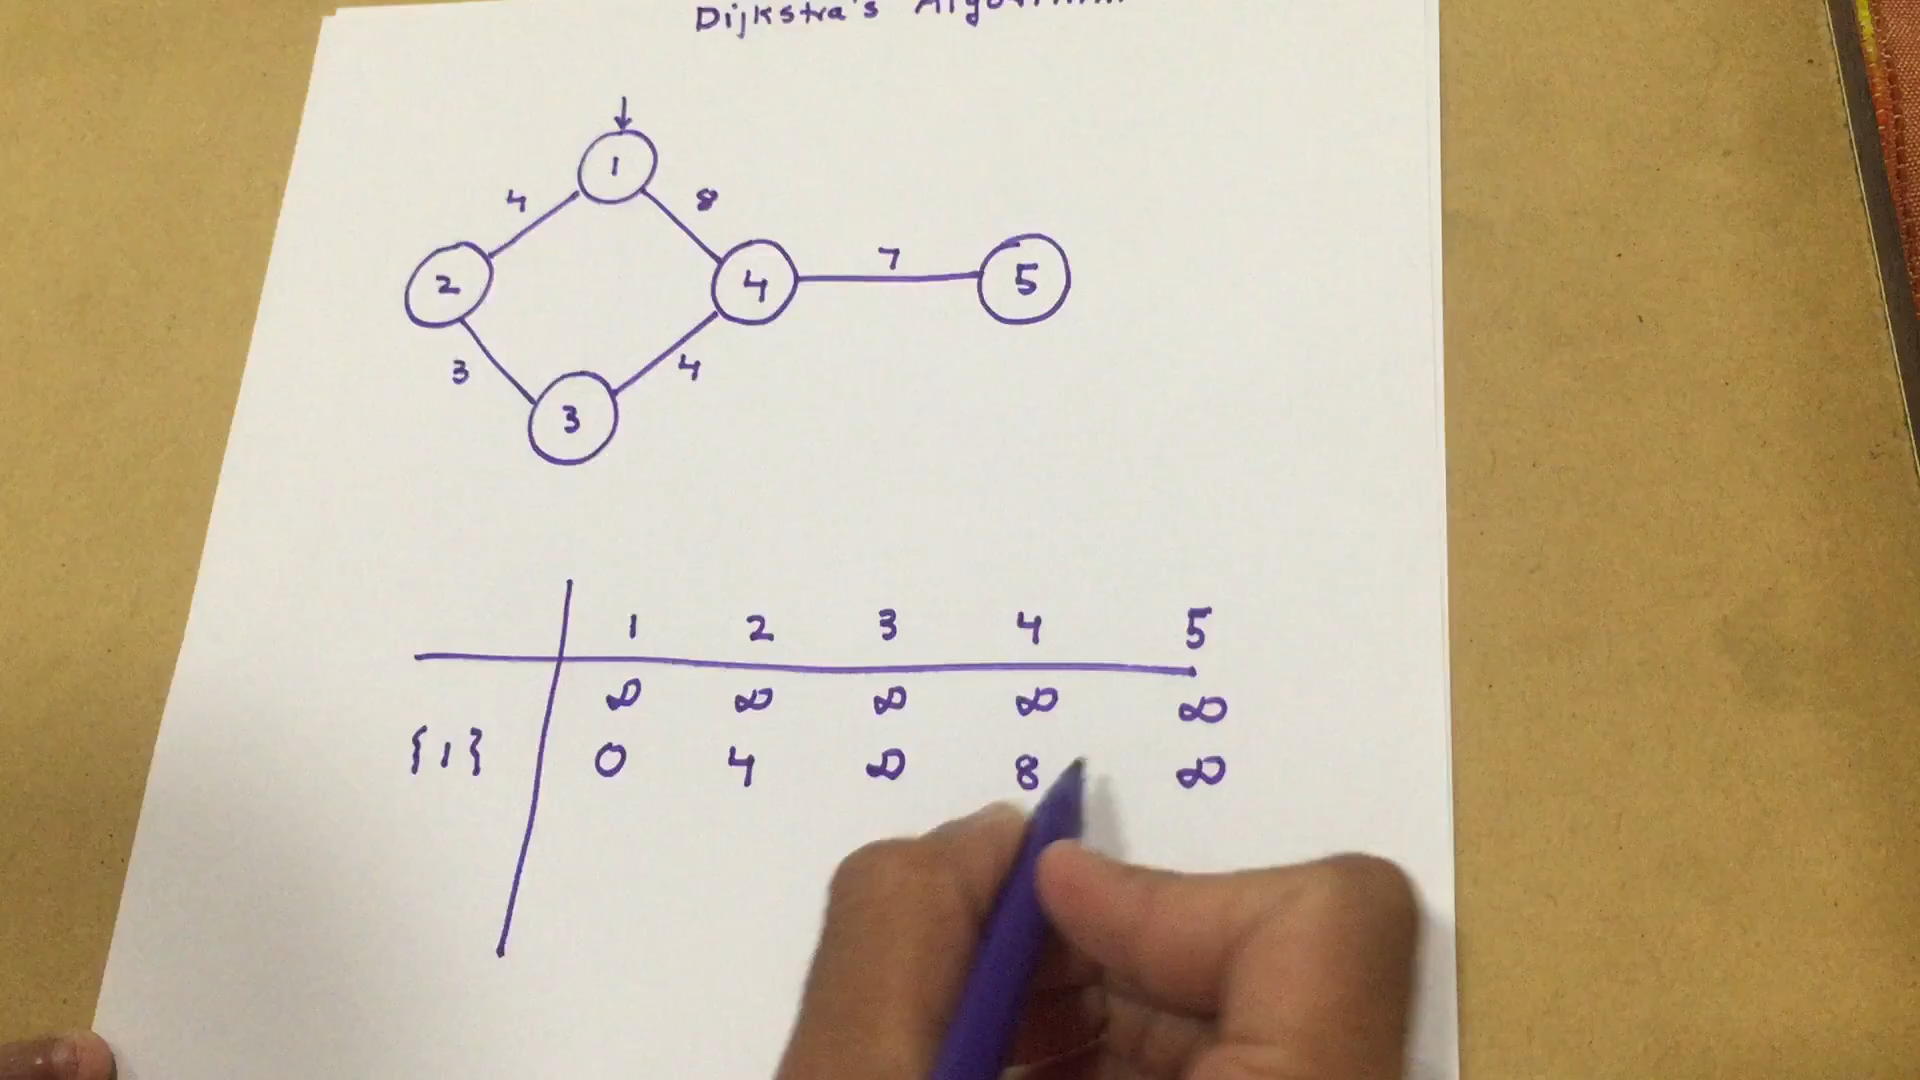 Dijkstra's Algorithm
1
4 8
2 4 7 5
3 4
3
1 2 3 4 5
∞ ∞ ∞ ∞ ∞
{1} 0 4 ∞ 8 ∞